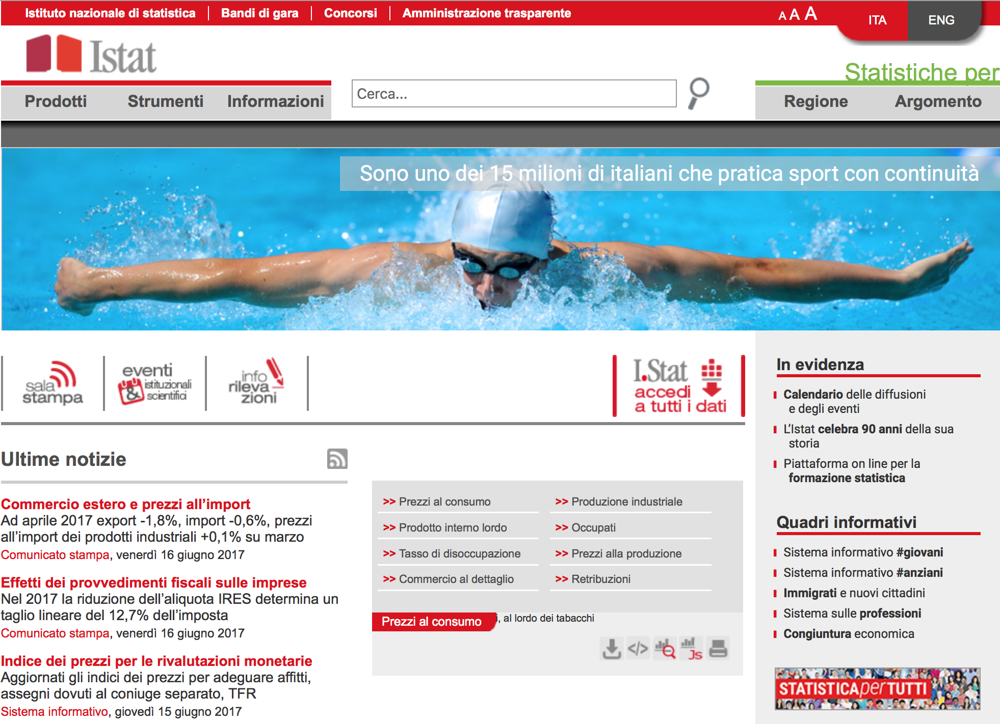 Istituto nazionale di statistica
Bandi di gara
Concorsi
Amministrazione trasparente
A A A
ITA
ENG
Istat
Statistiche per
Prodotti
Strumenti
Informazioni
Cerca...
Regione
Argomento
Sono uno dei 15 milioni di italiani che pratica sport con continuità
sala
stampa
eventi
&
istituzionali
scientifici
info
rileva
zioni
I.Stat
accedi
a tutti i dati
Ultime notizie
Commercio estero e prezzi all’import
Ad aprile 2017 export -1,8%, import -0,6%, prezzi
all’import dei prodotti industriali +0,1% su marzo
Comunicato stampa, venerdì 16 giugno 2017
Effetti dei provvedimenti fiscali sulle imprese
Nel 2017 la riduzione dell’aliquota IRES determina un
taglio lineare del 12,7% dell’imposta
Comunicato stampa, venerdì 16 giugno 2017
Indice dei prezzi per le rivalutazioni monetarie
Aggiornati gli indici dei prezzi per adeguare affitti,
assegni dovuti al coniuge separato, TFR
Sistema informativo, giovedì 15 giugno 2017
>> Prezzi al consumo
>> Produzione industriale
>> Prodotto interno lordo
>> Occupati
>> Tasso di disoccupazione
>> Prezzi alla produzione
>> Commercio al dettaglio
>> Retribuzioni
Prezzi al consumo
i, al lordo dei tabacchi
</>
Js
In evidenza
Calendario delle diffusioni
e degli eventi
L’Istat celebra 90 anni della sua
storia
Piattaforma on line per la
formazione statistica
Quadri informativi
Sistema informativo #giovani
Sistema informativo #anziani
Immigrati e nuovi cittadini
Sistema sulle professioni
Congiuntura economica
STATISTICAperTUTTI